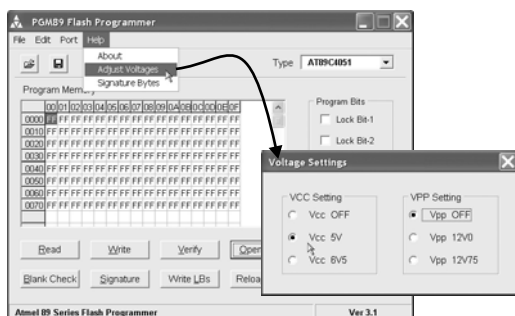 PGM89 Flash Programmer
File Edit Port Help
About
Adjust Voltages
Signature Bytes
Type AT89C4051
Program Memory
00 01 02 03 04 05 06 07 08 09 0A 0B 0C 0D 0E 0F
0000 FF FF FF FF FF FF FF FF FF FF FF FF FF FF FF FF
0010 FF FF FF FF FF FF FF FF FF FF FF FF FF FF FF FF
0020 FF FF FF FF FF FF FF FF FF FF FF FF FF FF FF FF
0030 FF FF FF FF FF FF FF FF FF FF FF FF FF FF FF FF
0040 FF FF FF FF FF FF FF FF FF FF FF FF FF FF FF FF
0050 FF FF FF FF FF FF FF FF FF FF FF FF FF FF FF FF
0060 FF FF FF FF FF FF FF FF FF FF FF FF FF FF FF FF
0070 FF FF FF FF FF FF FF FF FF FF FF FF FF FF FF FF
Program Bits
Lock Bit-1
Lock Bit-2
Voltage Settings
VCC Setting
Vcc OFF
Vcc 5V
Vcc 6V5
VPP Setting
Vpp OFF
Vpp 12V0
Vpp 12V75
Read Write Verify Open
Blank Check Signature Write LBs Reloa
Atmel 89 Series Flash Programmer Ver 3.1